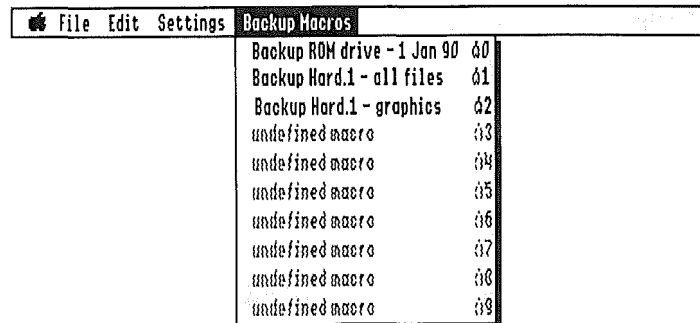 File Edit Settings Backup Macros
Backup ROM drive - 1 Jan 90 0
Backup Hard.1 - all files 1
Backup Hard.1 - graphics 2
undefined macro 3
undefined macro 4
undefined macro 5
undefined macro 6
undefined macro 7
undefined macro 8
undefined macro 9